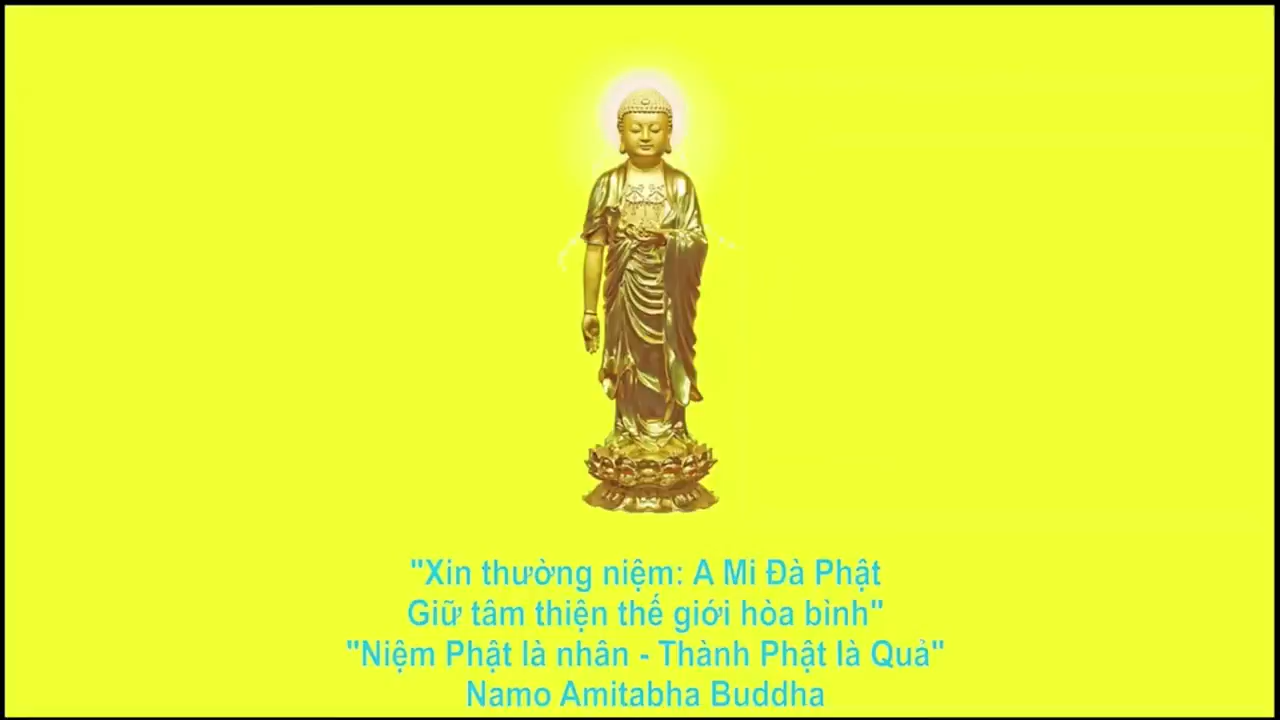 "Xin thường niệm: A Mi Đà Phật
Giữ tâm thiện thế giới hòa bình"
"Niệm Phật là nhân - Thành Phật là Quả"
Namo Amitabha Buddha